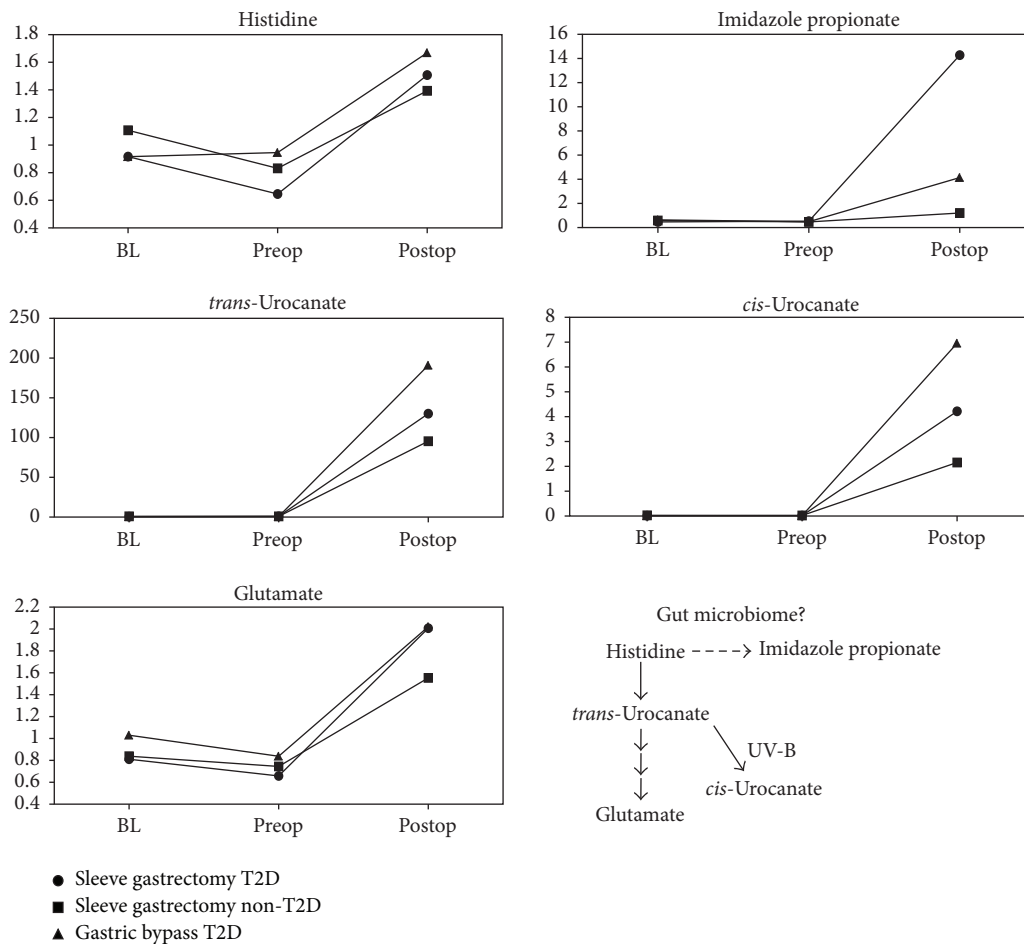 Histidine
1.8
1.6
1.4
1.2
1
0.8
0.6
0.4
BL Preop Postop
Imidazole propionate
16
14
12
10
8
6
4
2
0
BL Preop Postop
trans-Urocanate
250
200
150
100
50
0
BL Preop Postop
cis-Urocanate
8
7
6
5
4
3
2
1
0
BL Preop Postop
Glutamate
2.2
2
1.8
1.6
1.4
1.2
1
0.8
0.6
0.4
BL Preop Postop
Gut microbiome?
Histidine Imidazole propionate
trans-Urocanate
UV-B
cis-Urocanate
Glutamate
Sleeve gastrectomy T2D
Sleeve gastrectomy non-T2D
Gastric bypass T2D